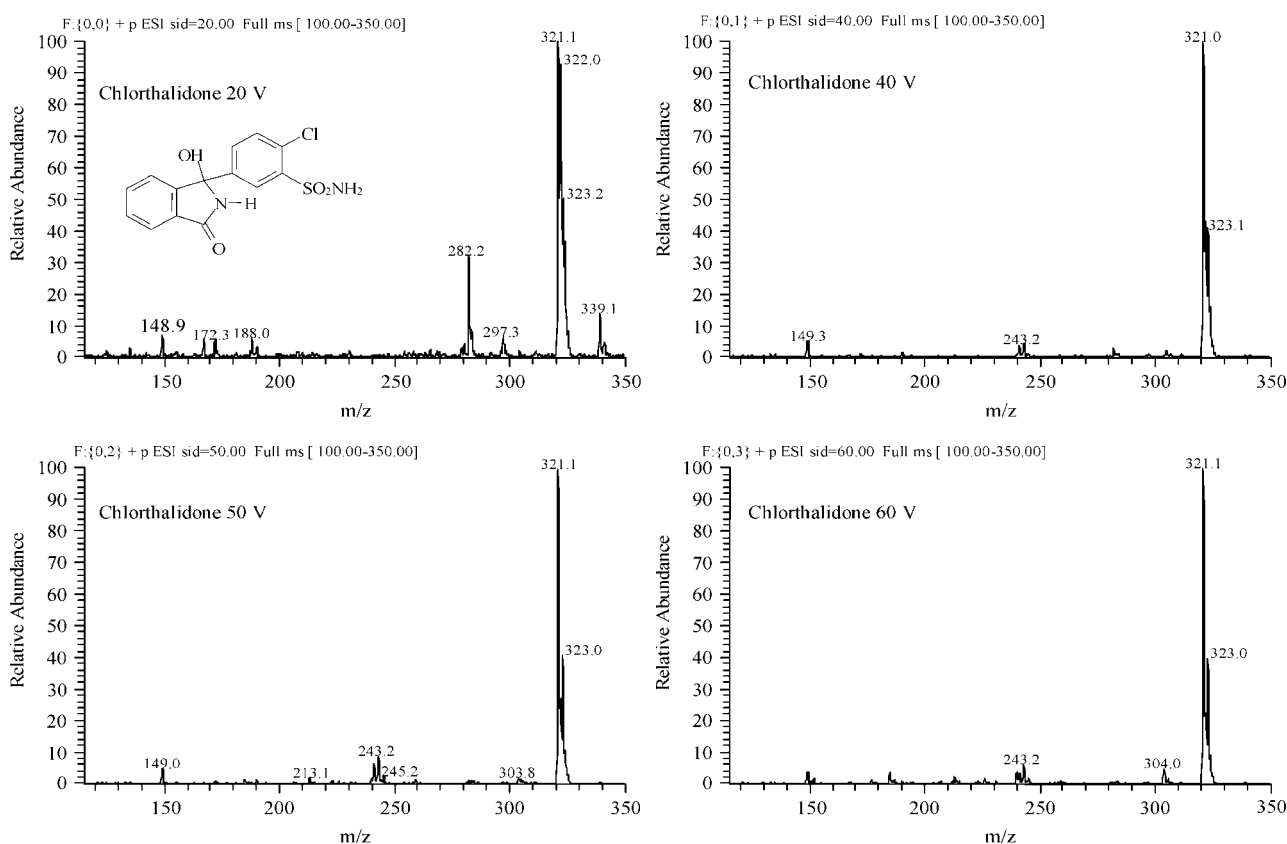 F:{0,0} + p ESI sid=20.00 Full ms [ 100.00-350.00]
Chlorthalidone 20 V
Relative Abundance
100
90
80
70
60
50
40
30
20
10
0
321.1
322.0
323.2
282.2
339.1
297.3
148.9
172.3
188.0
OH
Cl
SO₂NH₂
N
H
O
150 200 250 300 350
m/z
F:{0,1} + p ESI sid=40.00 Full ms [ 100.00-350.00]
Chlorthalidone 40 V
Relative Abundance
100
90
80
70
60
50
40
30
20
10
0
321.0
323.1
149.3
243.2
150 200 250 300 350
m/z
F:{0,2} + p ESI sid=50.00 Full ms [ 100.00-350.00]
Chlorthalidone 50 V
Relative Abundance
100
90
80
70
60
50
40
30
20
10
0
321.1
323.0
149.0
213.1
243.2
245.2
303.8
150 200 250 300 350
m/z
F:{0,3} + p ESI sid=60.00 Full ms [ 100.00-350.00]
Chlorthalidone 60 V
Relative Abundance
100
90
80
70
60
50
40
30
20
10
0
321.1
323.0
243.2
304.0
150 200 250 300 350
m/z